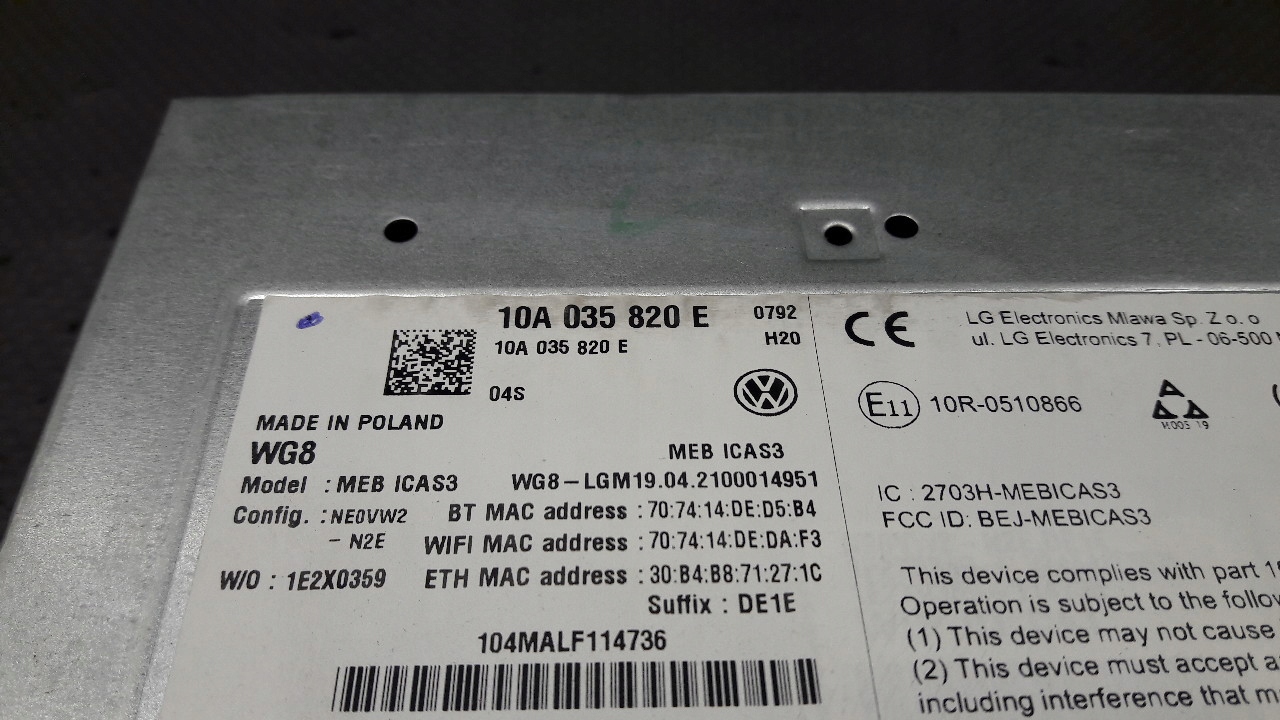 10A 035 820 E 0792
10A 035 820 E H20
04S
MADE IN POLAND
WG8 MEB ICAS3
Model : MEB ICAS3 WG8-LGM19.04.2100014951
Config. : NE0VW2 BT MAC address : 70:74:14:DE:D5:B4
- N2E WIFI MAC address : 70:74:14:DE:DA:F3
W/O : 1E2X0359 ETH MAC address : 30:B4:B8:71:27:1C
Suffix : DE1E
104MALF114736
CE LG Electronics Mlawa Sp. Z o. o
ul. LG Electronics 7, PL - 06-500
E11 10R-0510866
H003 19
IC : 2703H-MEBICAS3
FCC ID: BEJ-MEBICAS3
This device complies with part
Operation is subject to the
(1) This device may not cause
(2) This device must accept
including interference that